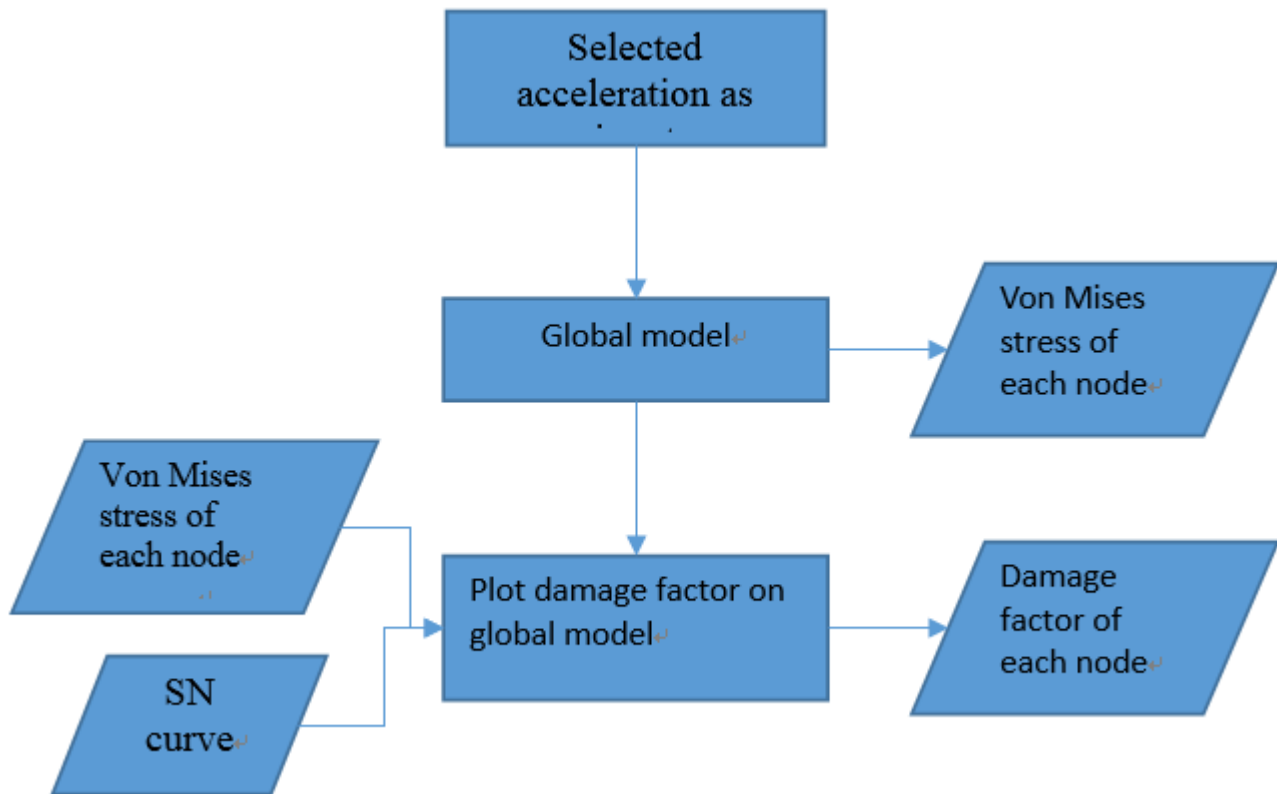 Selected
acceleration as
Global model
Von Mises
stress of
each node
Von Mises
stress of
each node
Plot damage factor on
global model
Damage
factor of
each node
SN
curve